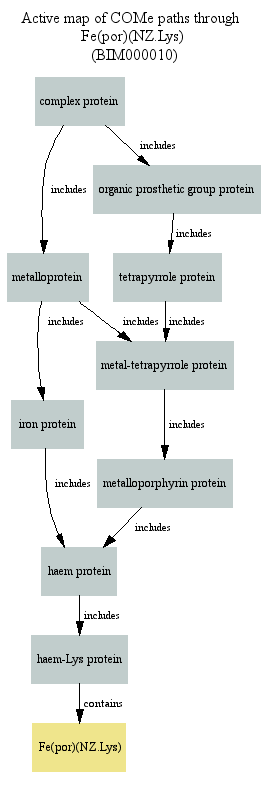 Active map of COMe paths through
Fe(por)(NZ.Lys)
(BIM000010)
complex protein
includes
includes
organic prosthetic group protein
includes
metalloprotein
tetrapyrrole protein
includes
includes
includes
metal-tetrapyrrole protein
iron protein
includes
metalloporphyrin protein
includes
includes
haem protein
includes
haem-Lys protein
contains
Fe(por)(NZ.Lys)